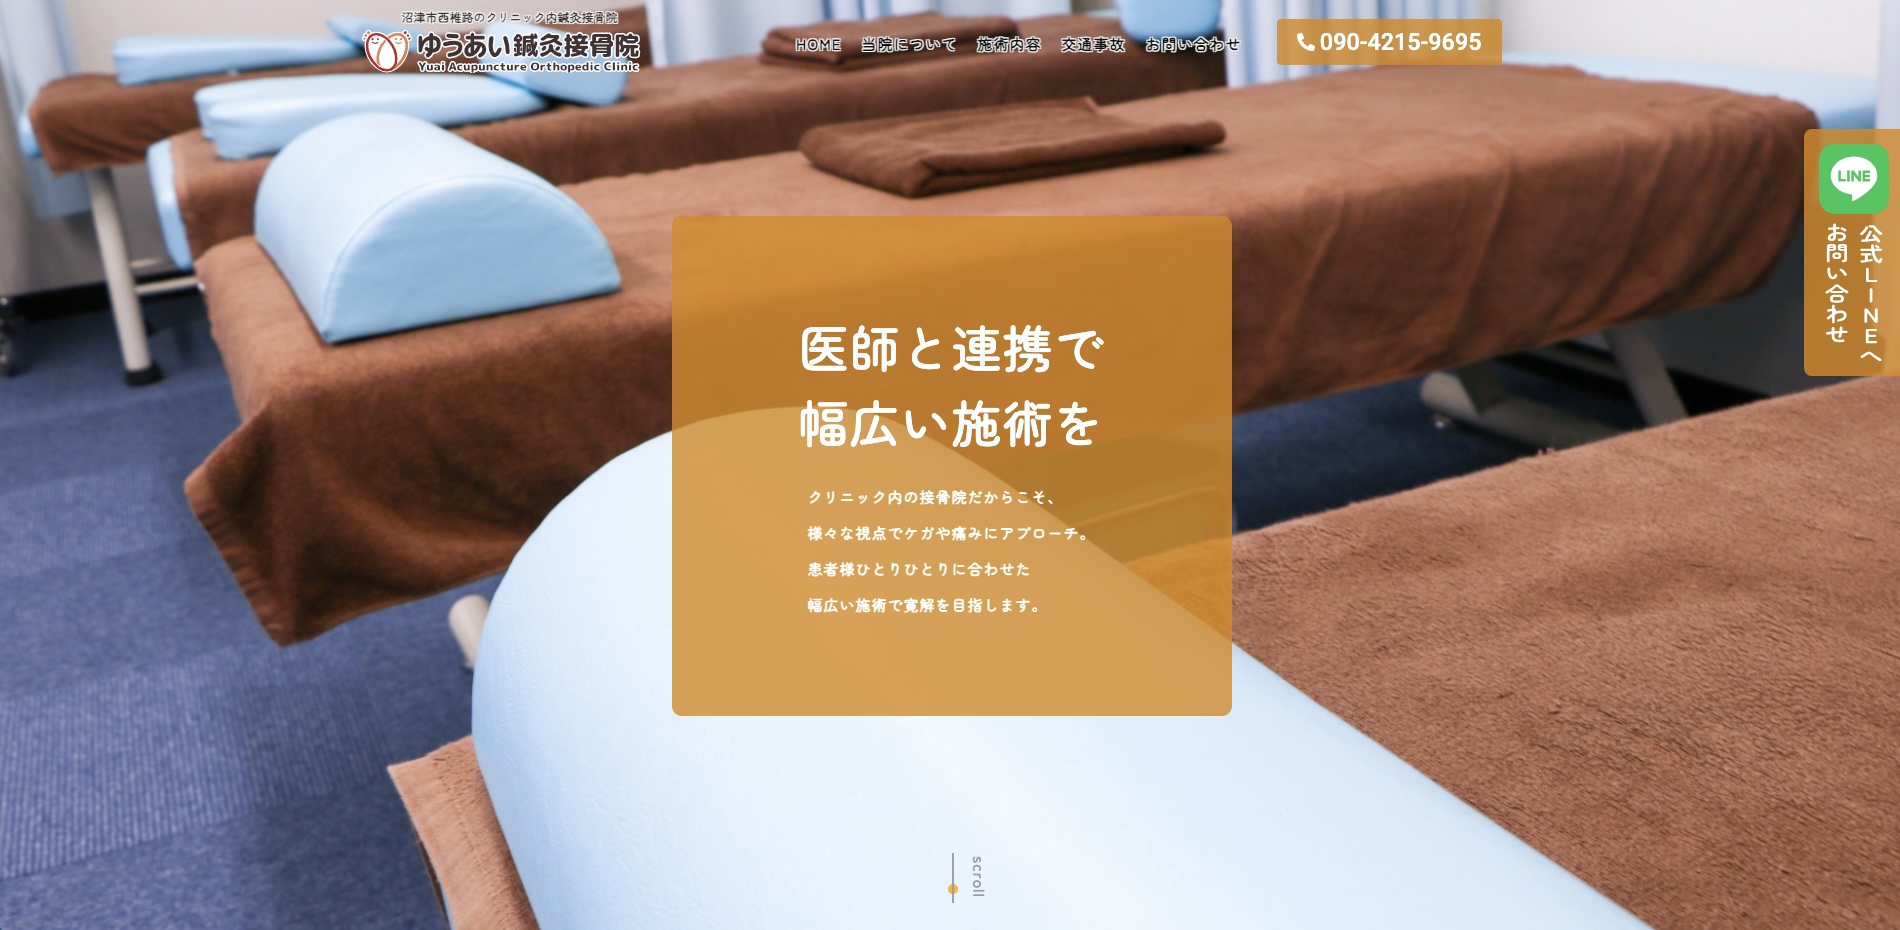 沼津市西椎路のクリニック内鍼灸接骨院
ゆうあい鍼灸接骨院
Yuai Acupuncture Orthopedic Clinic
HOME 当院について 施術内容 交通事故 お問い合わせ
090-4215-9695
LINE
公式LINEへ
お問い合わせ
医師と連携で
幅広い施術を
クリニック内の接骨院だからこそ、
様々な視点でケガや痛みにアプローチ。
患者様ひとりひとりに合わせた
幅広い施術で寛解を目指します。
scroll